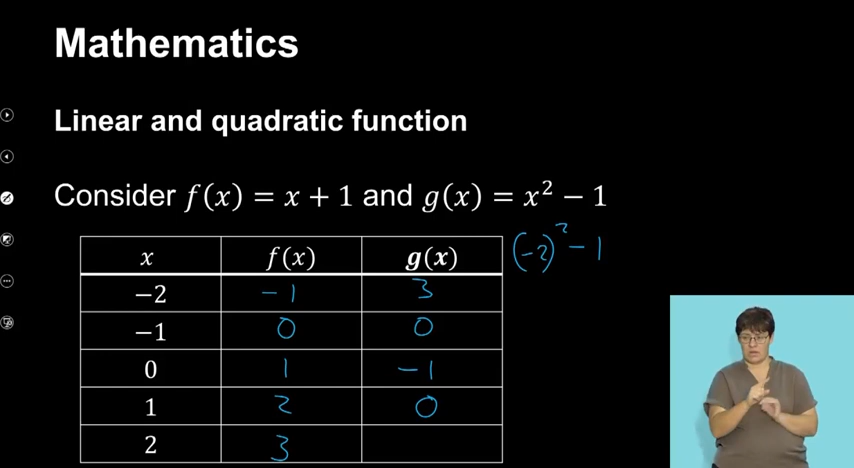 Mathematics
Linear and quadratic function
Consider f(x) = x + 1 and g(x) = x² − 1
x f(x) g(x) (-2)² - 1
−2 -1 3
−1 0 0
0 1 -1
1 2 0
2 3